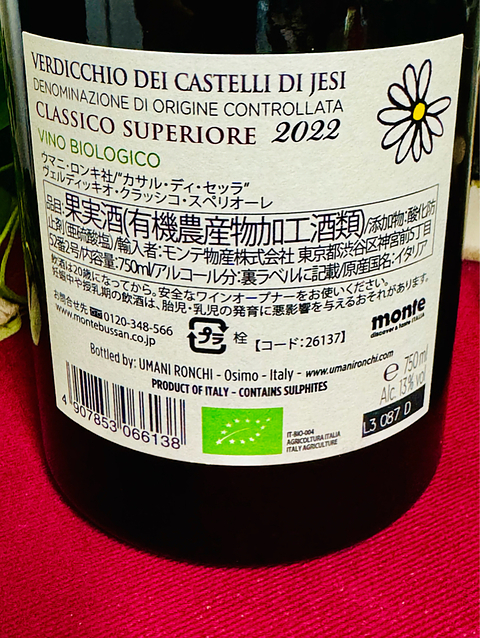 VERDICCHIO DEI CASTELLI DI JESI
DENOMINAZIONE DI ORIGINE CONTROLLATA
CLASSICO SUPERIORE 2022
VINO BIOLOGICO
ウマニ・ロンキ社/"カサル・ディ・セッラ"
ヴェルディッキオ・クラッシコ・スペリオーレ
品目:果実酒(有機農産物加工酒類)/添加物:酸化防
止剤(亜硫酸塩)/輸入者:モンテ物産株式会社 東京都渋谷区神宮前5丁目
52番2号/内容量:750ml/アルコール分:裏ラベルに記載/原産国名:イタリア
飲酒は20歳になってから。安全なワインオープナーをお使いください。
妊娠中や授乳期の飲酒は、胎児・乳児の発育に悪影響を与えるおそれがあります。
お問合せ先 0120-348-566
www.montebussan.co.jp
プラ 栓 【コード:26137】
monte
discover & taste ITALIA
Bottled by: UMANI RONCHI - Osimo - Italy - www.umanironchi.com
PRODUCT OF ITALY - CONTAINS SULPHITES
e 750 ml
Alc. 13% vol
L3 087 D
4 907853 066138
IT-BIO-004
AGRICOLTURA ITALIA
ITALY AGRICULTURE